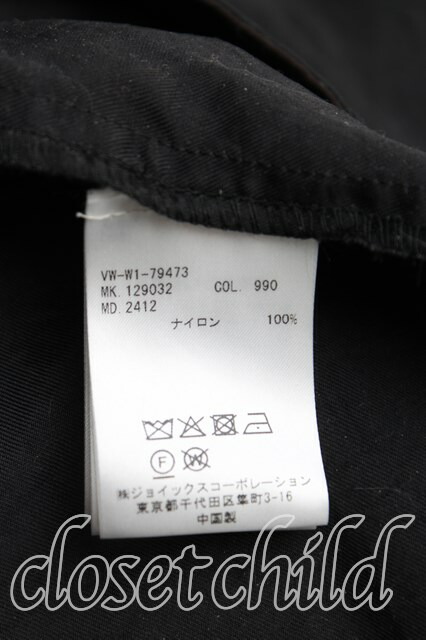 VW-W1-79473
MK. 129032 COL. 990
MD. 2412
ナイロン 100%
F W
㈱ジョイックスコーポレーション
東京都千代田区隼町3-16
中国製
closet child